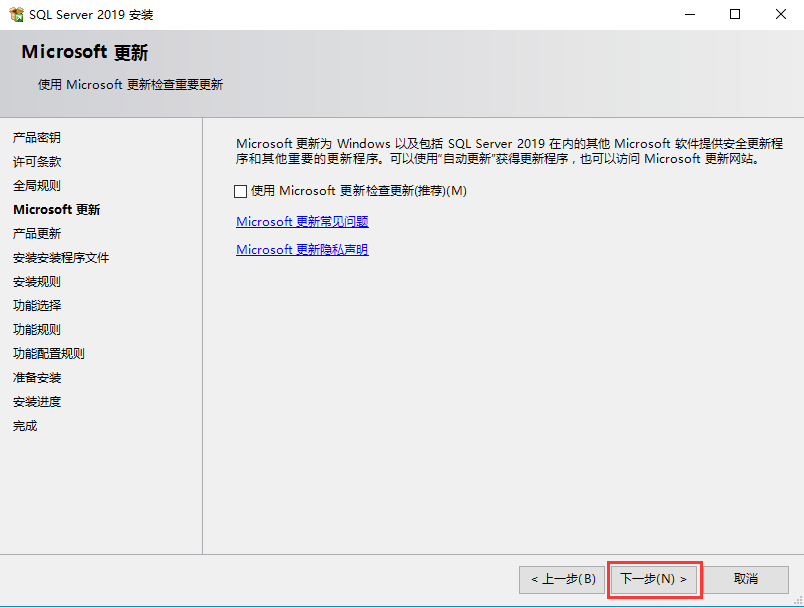 SQL Server 2019 安装
Microsoft 更新
使用 Microsoft 更新检查重要更新
产品密钥
许可条款
全局规则
Microsoft 更新
产品更新
安装安装程序文件
安装规则
功能选择
功能规则
功能配置规则
准备安装
安装进度
完成
Microsoft 更新为 Windows 以及包括 SQL Server 2019 在内的其他 Microsoft 软件提供安全更新程
序和其他重要的更新程序。可以使用“自动更新”获得更新程序，也可以访问 Microsoft 更新网站。
使用 Microsoft 更新检查更新(推荐)(M)
Microsoft 更新常见问题
Microsoft 更新隐私声明
< 上一步(B)
下一步(N) >
取消